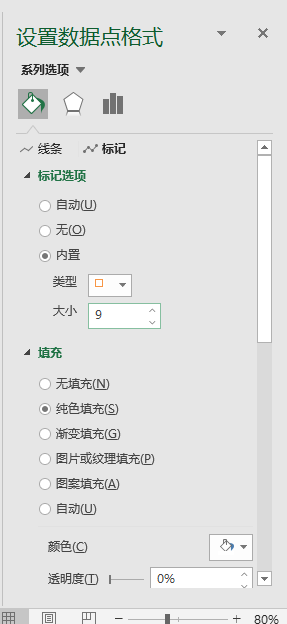 设置数据点格式
系列选项
线条 标记
标记选项
自动(U)
无(O)
内置
类型
大小 9
填充
无填充(N)
纯色填充(S)
渐变填充(G)
图片或纹理填充(P)
图案填充(A)
自动(U)
颜色(C)
透明度(T) 0%
80%